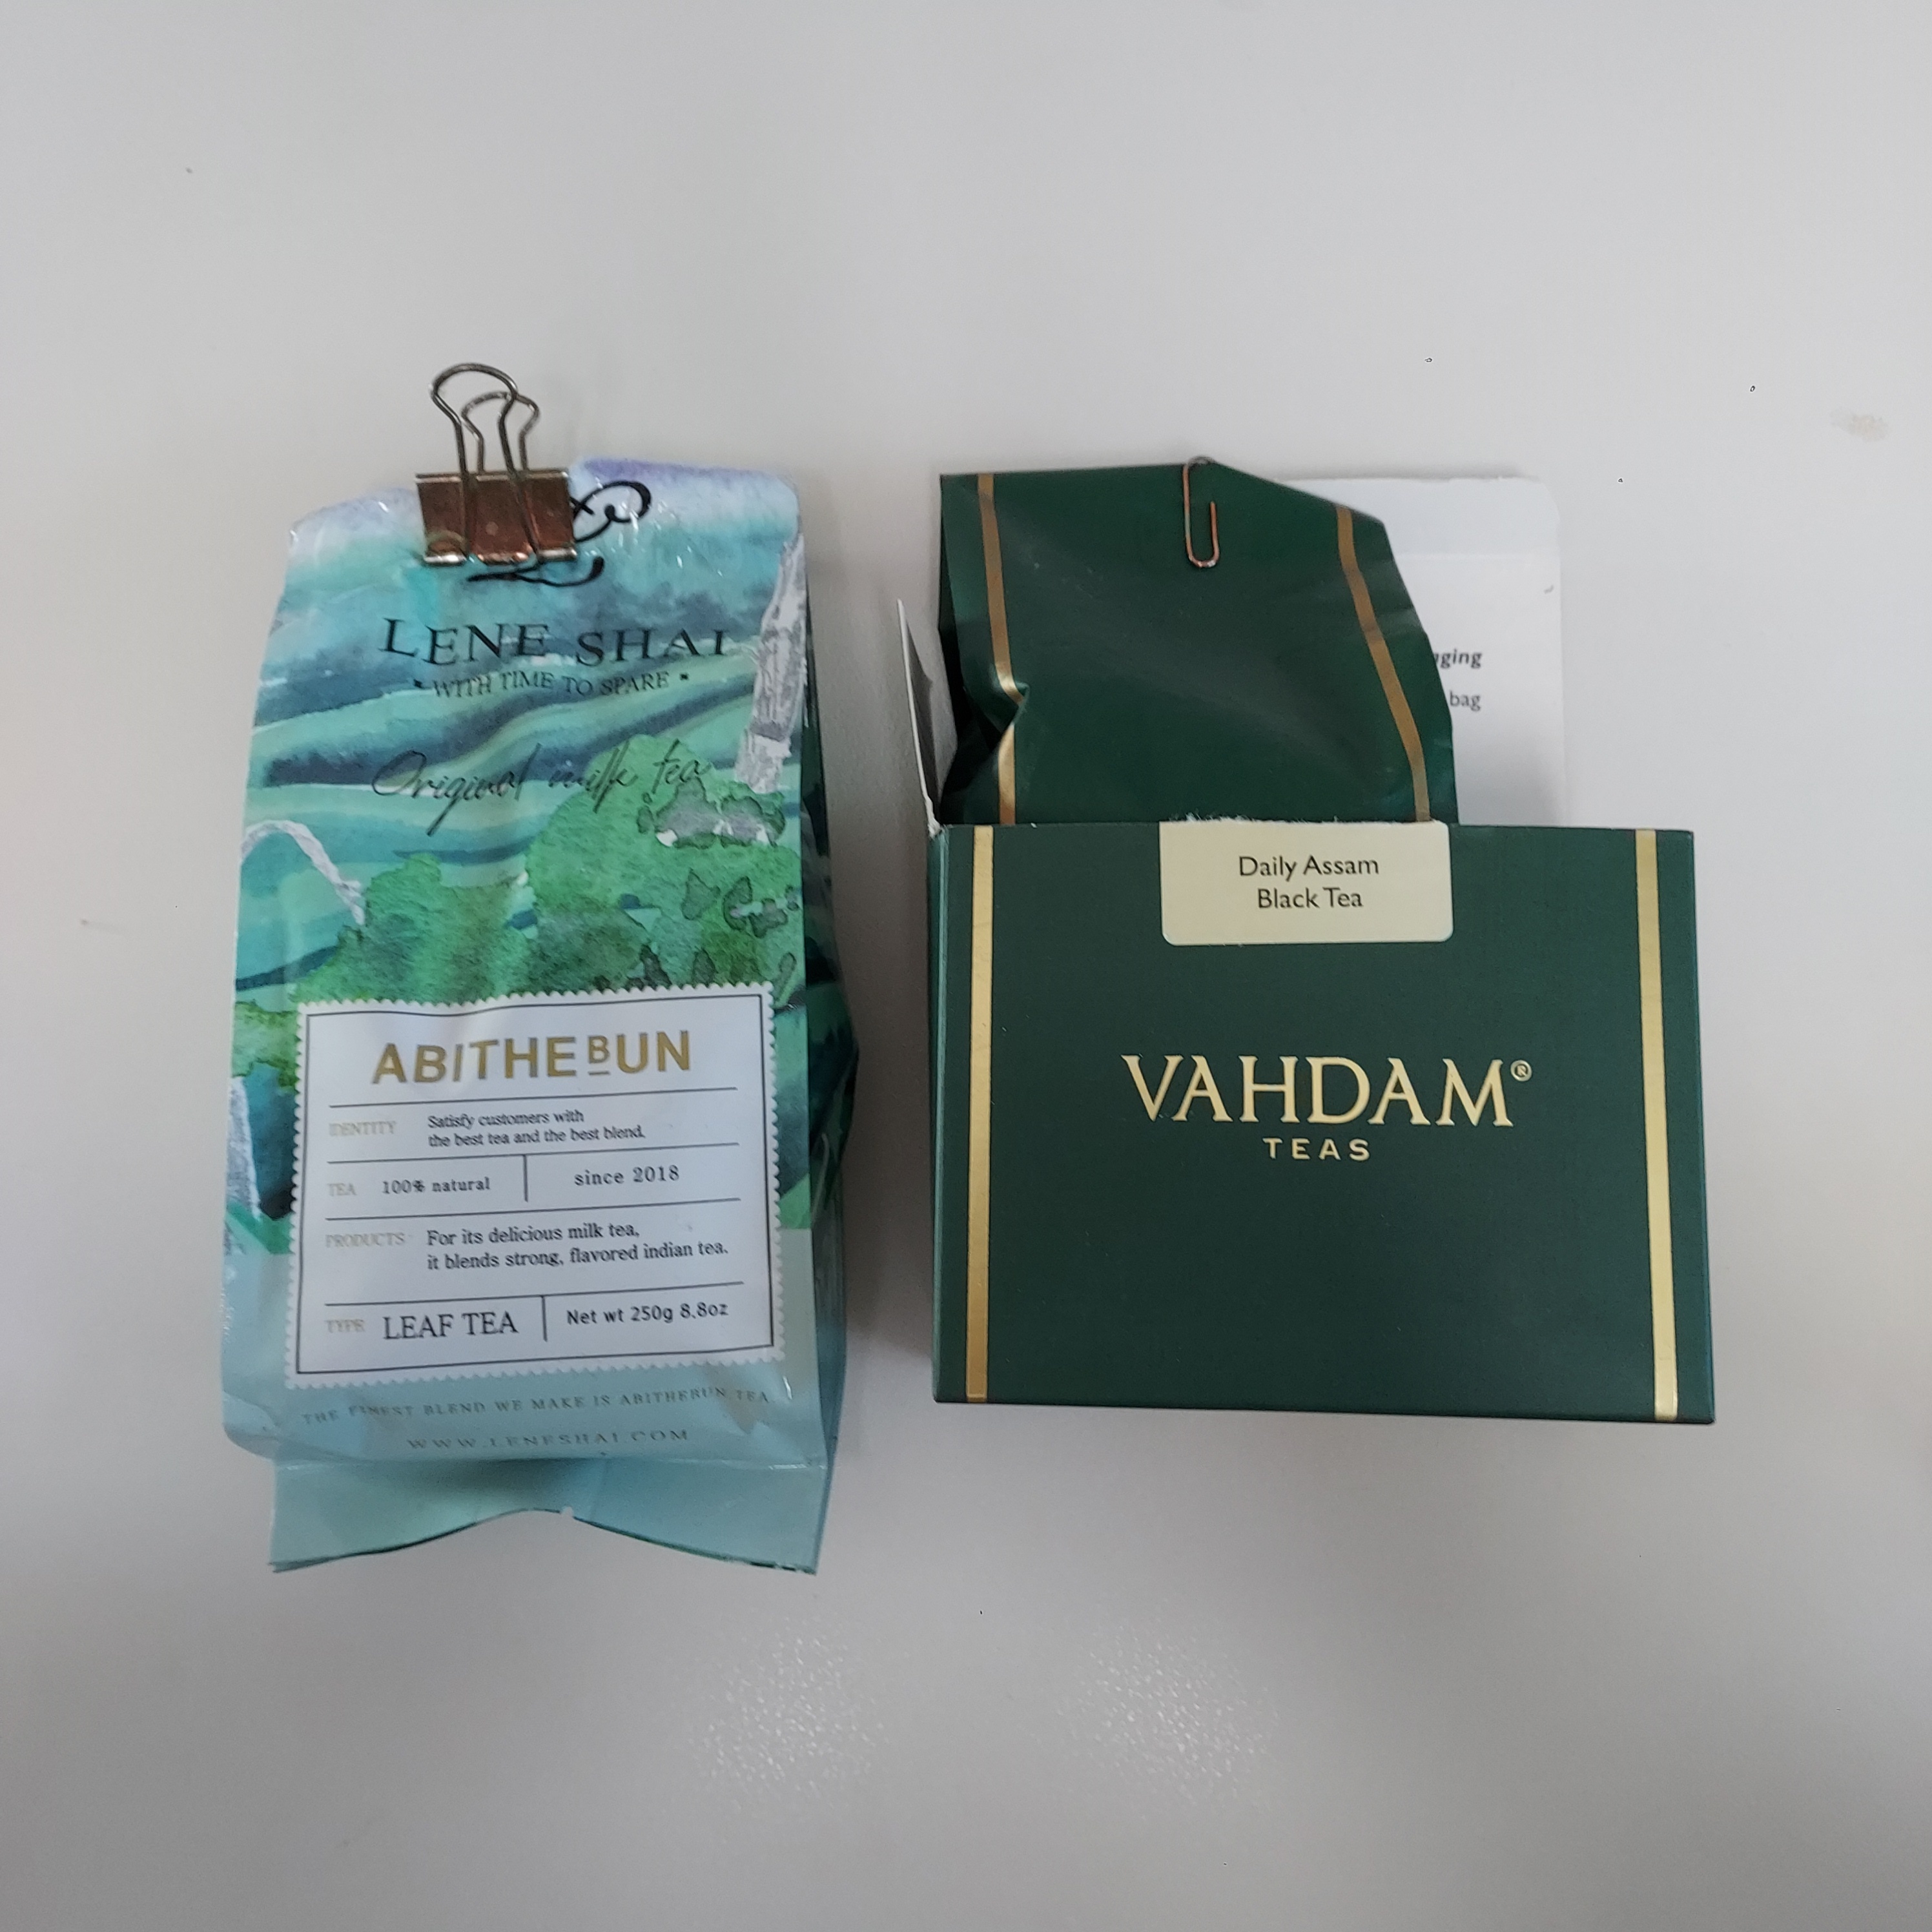 LENE SHAI
WITH TIME TO SPARE
Original milk tea
ABITHEBUN
IDENTITY Satisfy customers with
the best tea and the best blend.
TEA 100% natural since 2018
PRODUCTS For its delicious milk tea,
it blends strong, flavored indian tea.
TYPE LEAF TEA Net wt 250g 8.8oz
THE FINEST BLEND WE MAKE IS ABITHEBUN TEA
WWW.LENESHAI.COM
bag
Daily Assam
Black Tea
VAHDAM®
TEAS